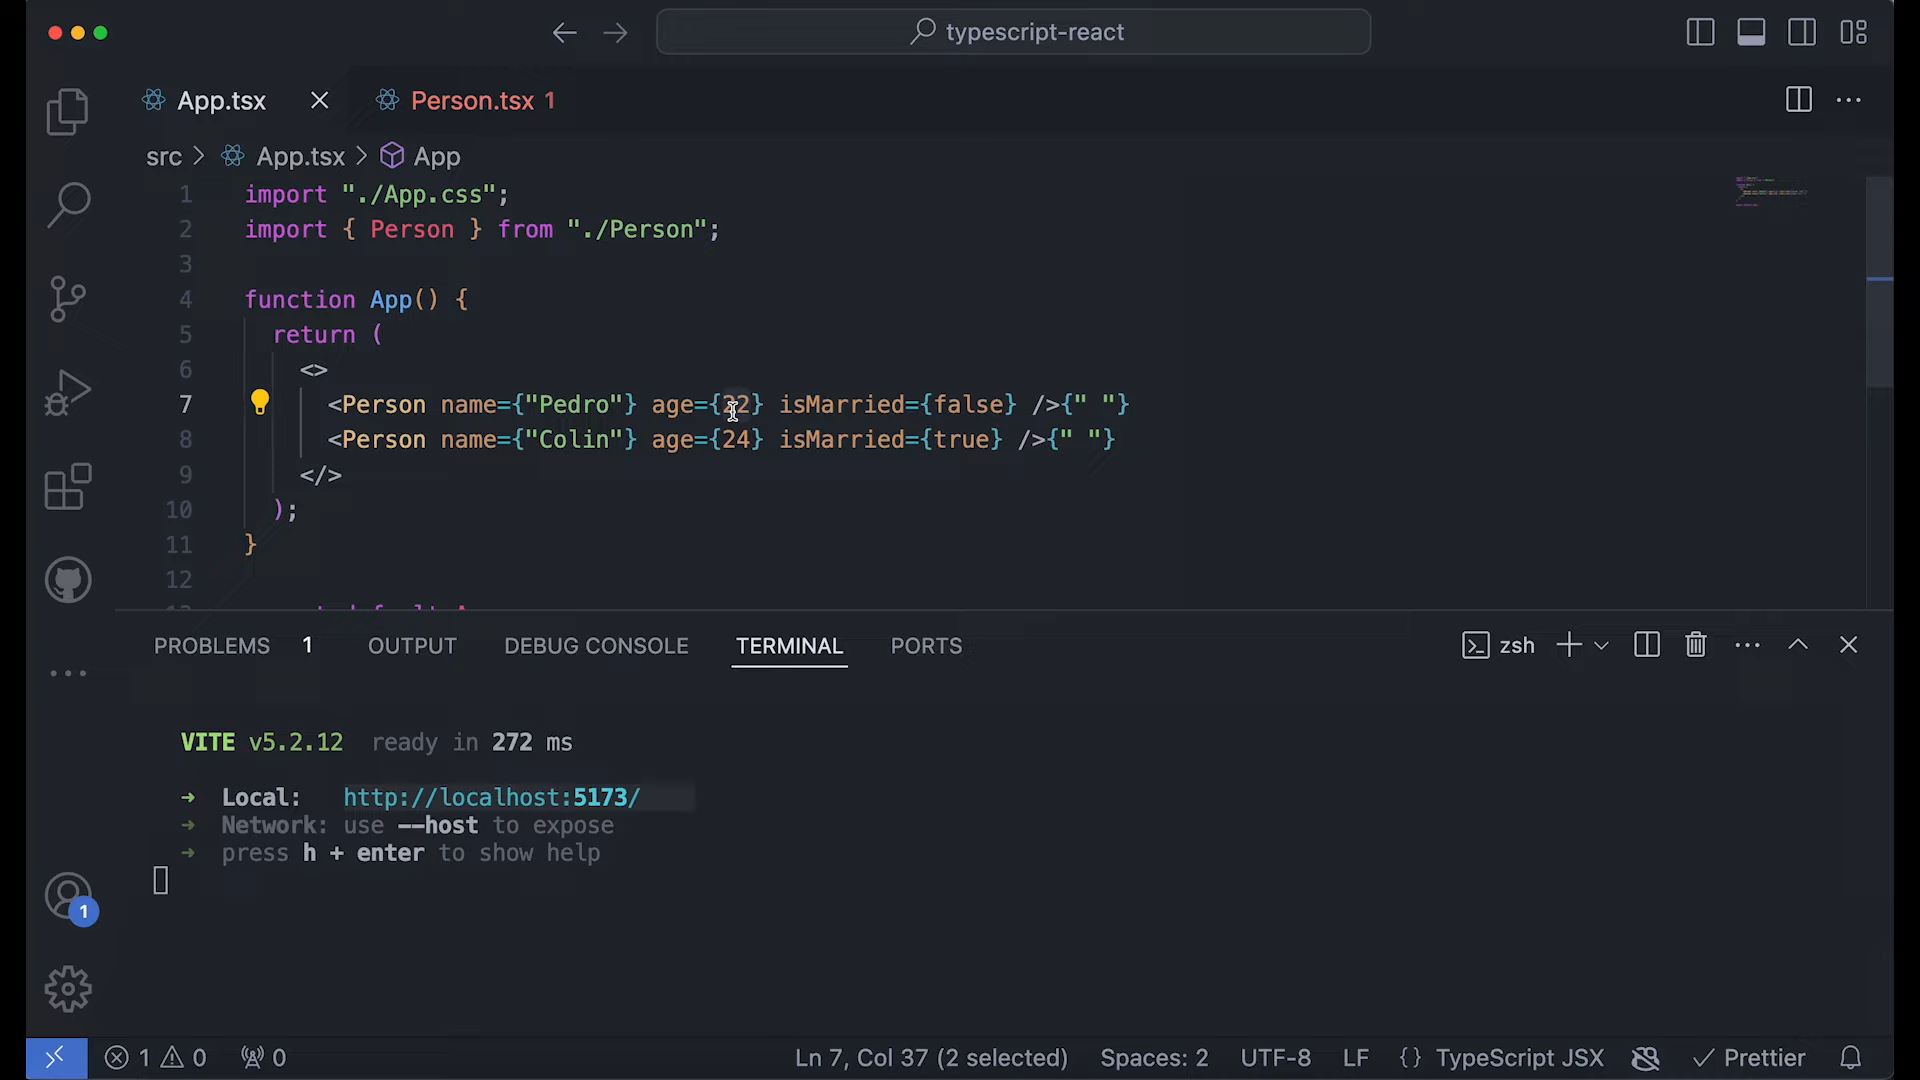 typescript-react
App.tsx
Person.tsx 1
src > App.tsx > App
1 import "./App.css";
2 import { Person } from "./Person";
3
4 function App() {
5 return (
6 <>
7 <Person name={"Pedro"} age={22} isMarried={false} />{" "}
8 <Person name={"Colin"} age={24} isMarried={true} />{" "}
9 </>
10 );
11 }
12
PROBLEMS 1 OUTPUT DEBUG CONSOLE TERMINAL PORTS
zsh
VITE v5.2.12 ready in 272 ms
➜ Local: http://localhost:5173/
➜ Network: use --host to expose
➜ press h + enter to show help
1
1 0 0
Ln 7, Col 37 (2 selected) Spaces: 2 UTF-8 LF {} TypeScript JSX Prettier